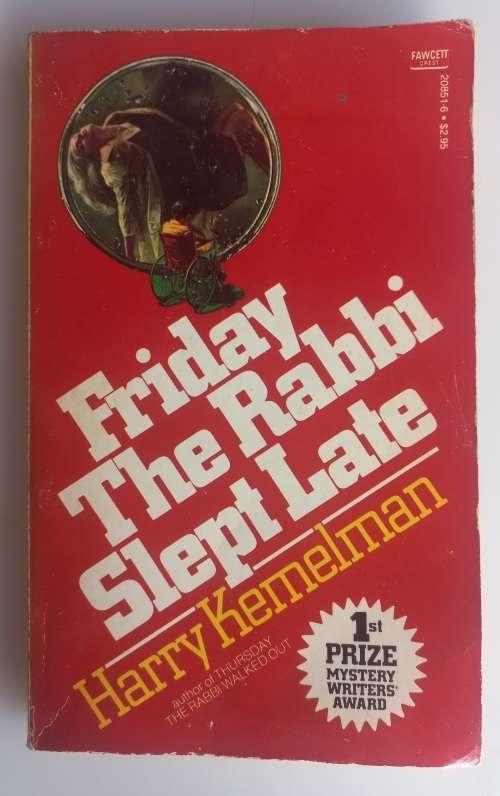 FAWCETT
CREST
20851-6 • $2.95
Friday
The Rabbi
Slept Late
Harry Kemelman
author of THURSDAY
THE RABBI WALKED OUT
1st
PRIZE
MYSTERY
WRITERS'
AWARD